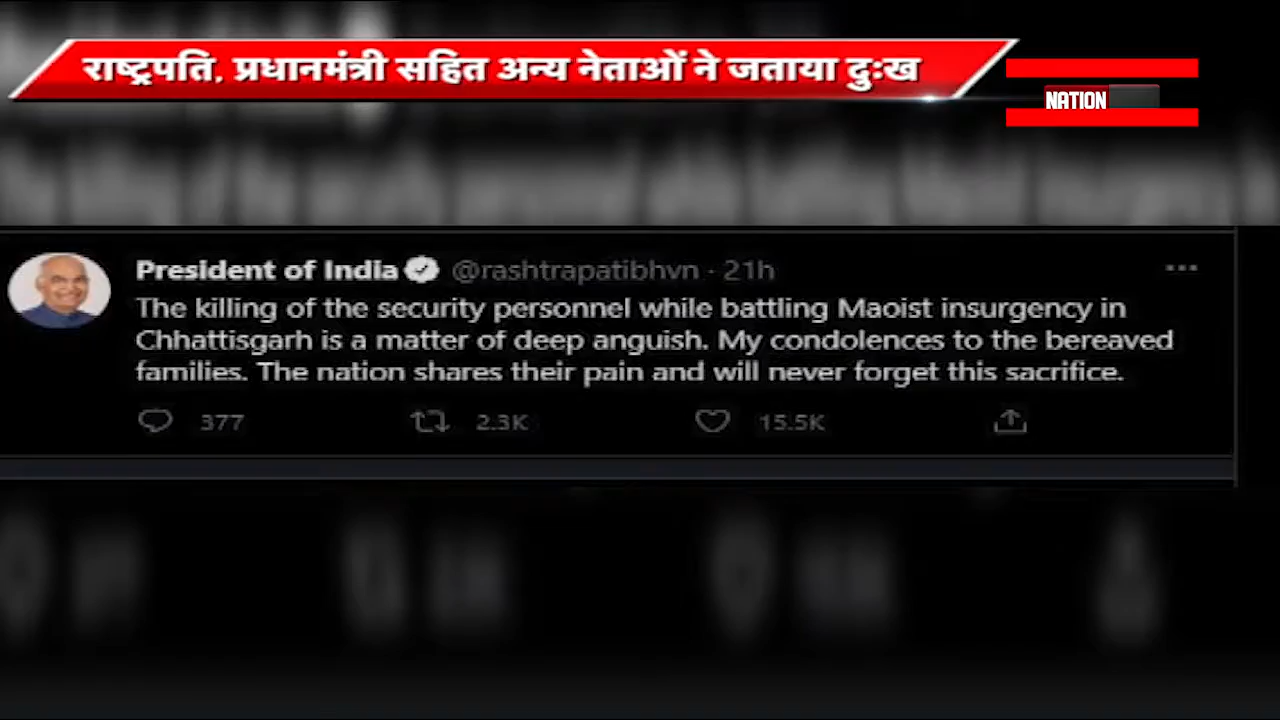 राष्ट्रपति, प्रधानमंत्री सहित अन्य नेताओं ने जताया दुःख
NATION
President of India @rashtrapatibhvn · 21h
The killing of the security personnel while battling Maoist insurgency in
Chhattisgarh is a matter of deep anguish. My condolences to the bereaved
families. The nation shares their pain and will never forget this sacrifice.
377 2.3K 15.5K